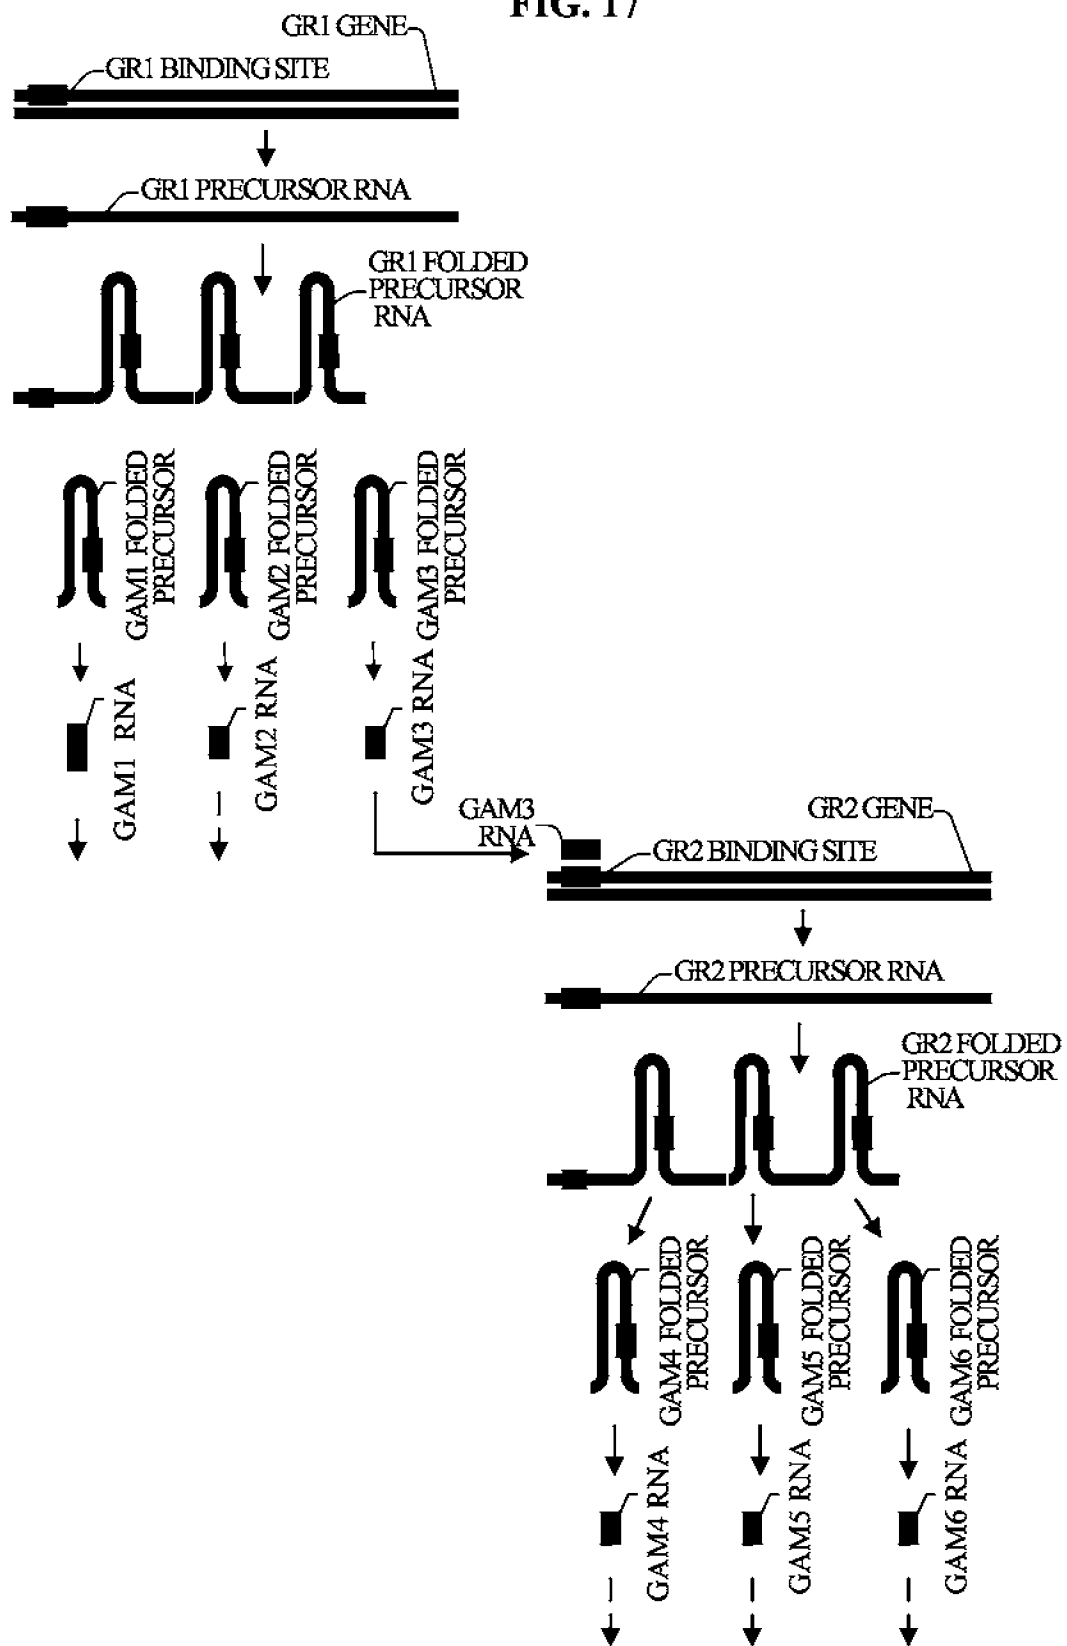 FIG. 17
GR1 GENE
GR1 BINDING SITE
GR1 PRECURSOR RNA
GR1 FOLDED
PRECURSOR
RNA
GAM1 FOLDED
PRECURSOR
GAM2 FOLDED
PRECURSOR
GAM3 FOLDED
PRECURSOR
GAM1 RNA
GAM2 RNA
GAM3 RNA
GAM3
RNA
GR2 GENE
GR2 BINDING SITE
GR2 PRECURSOR RNA
GR2 FOLDED
PRECURSOR
RNA
GAM4 FOLDED
PRECURSOR
GAM5 FOLDED
PRECURSOR
GAM6 FOLDED
PRECURSOR
GAM4 RNA
GAM5 RNA
GAM6 RNA